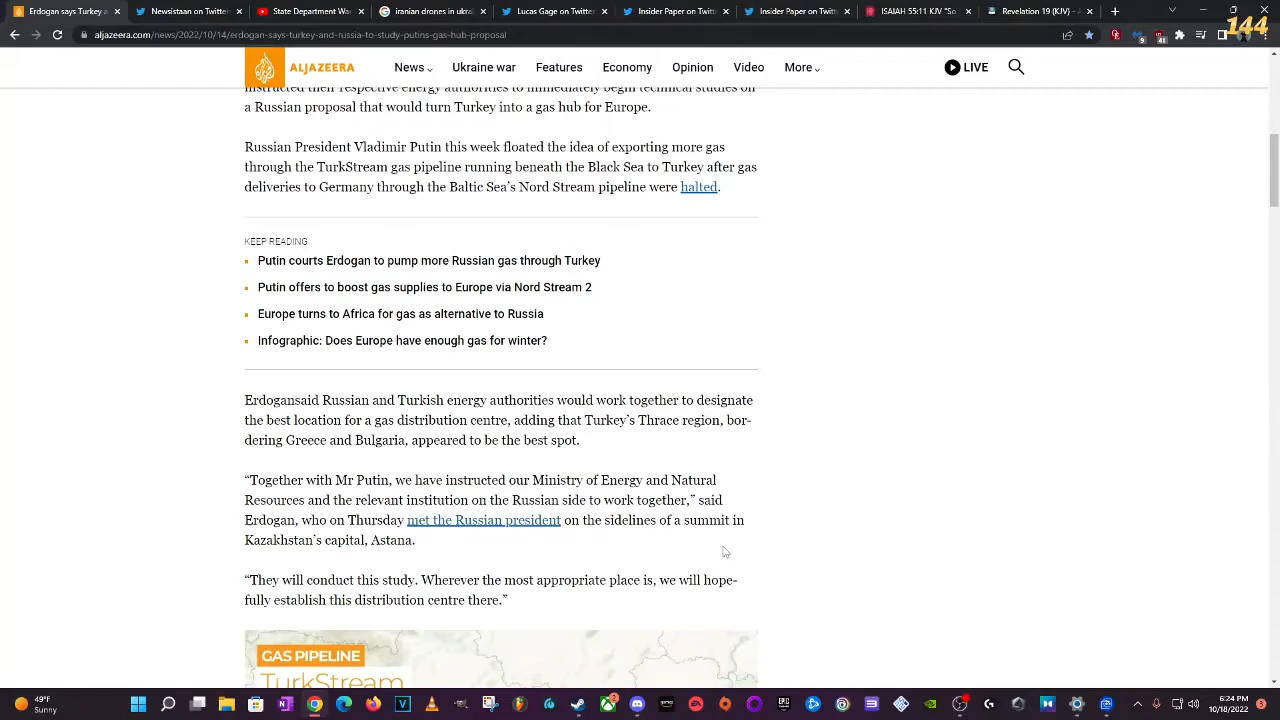 Erdogan says Turkey a
Newsistaan on Twitter
Turkish War
iranian drones in ukra
Lucas Gage on Twitter
Insider Paper on Twitt
Insider Paper on Twitt
ISAIAH 55:11 KJV "So
Revelation 19 (KJV) -
144
aljazeera.com/news/2022/10/14/erdogan-says-turkey-and-russia-to-study-putins-gas-hub-proposal
ALJAZEERA
News
Ukraine war
Features
Economy
Opinion
Video
More
LIVE
instructed their respective energy authorities to immediately begin technical studies on
a Russian proposal that would turn Turkey into a gas hub for Europe.
Russian President Vladimir Putin this week floated the idea of exporting more gas
through the TurkStream gas pipeline running beneath the Black Sea to Turkey after gas
deliveries to Germany through the Baltic Sea's Nord Stream pipeline were halted.
KEEP READING
Putin courts Erdogan to pump more Russian gas through Turkey
Putin offers to boost gas supplies to Europe via Nord Stream 2
Europe turns to Africa for gas as alternative to Russia
Infographic: Does Europe have enough gas for winter?
Erdogansaid Russian and Turkish energy authorities would work together to designate
the best location for a gas distribution centre, adding that Turkey's Thrace region, bor-
dering Greece and Bulgaria, appeared to be the best spot.
“Together with Mr Putin, we have instructed our Ministry of Energy and Natural
Resources and the relevant institution on the Russian side to work together,” said
Erdogan, who on Thursday met the Russian president on the sidelines of a summit in
Kazakhstan's capital, Astana.
“They will conduct this study. Wherever the most appropriate place is, we will hope-
fully establish this distribution centre there.”
GAS PIPELINE
TurkStream
49°F
Sunny
6:24 PM
10/18/2022